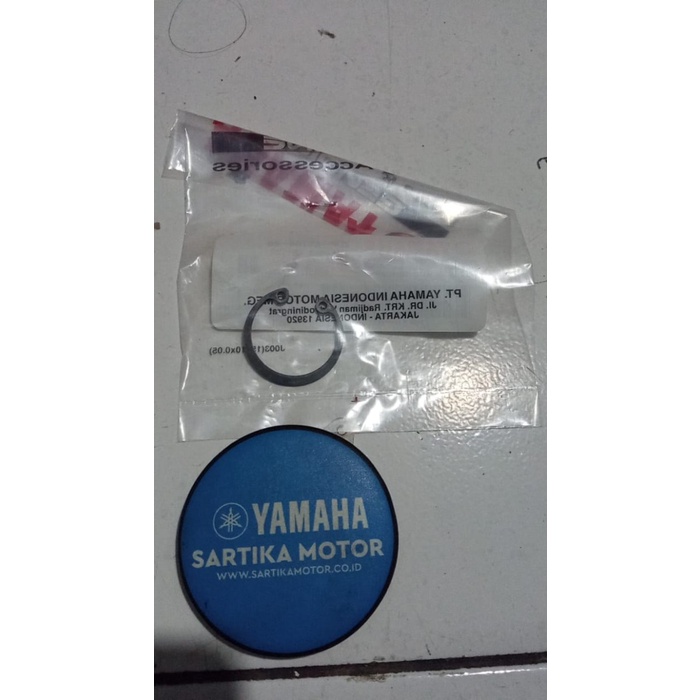 Accessories
PT. YAMAHA INDONESIA MOTOR MFG.
Jl. DR. KRT. Radjiman
JAKARTA - INDONESIA 13920
YAMAHA
SARTIKA MOTOR
WWW.SARTIKAMOTOR.CO.ID